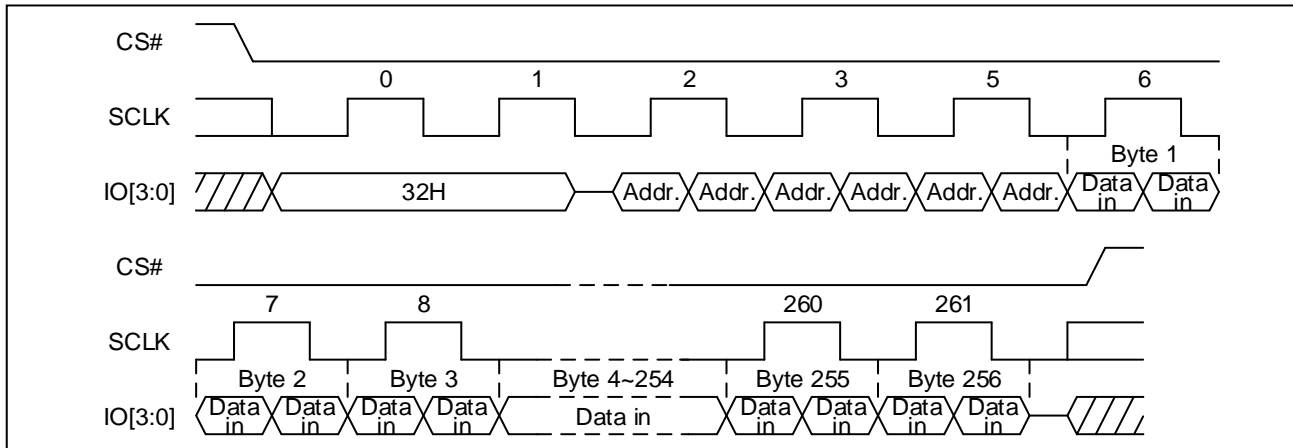 CS#
0 1 2 3 5 6
SCLK
Byte 1
IO[3:0] 32H Addr. Addr. Addr. Addr. Addr. Addr. Data in Data in
CS#
7 8 260 261
SCLK
Byte 2 Byte 3 Byte 4~254 Byte 255 Byte 256
IO[3:0] Data in Data in Data in Data in Data in Data in Data in Data in Data in